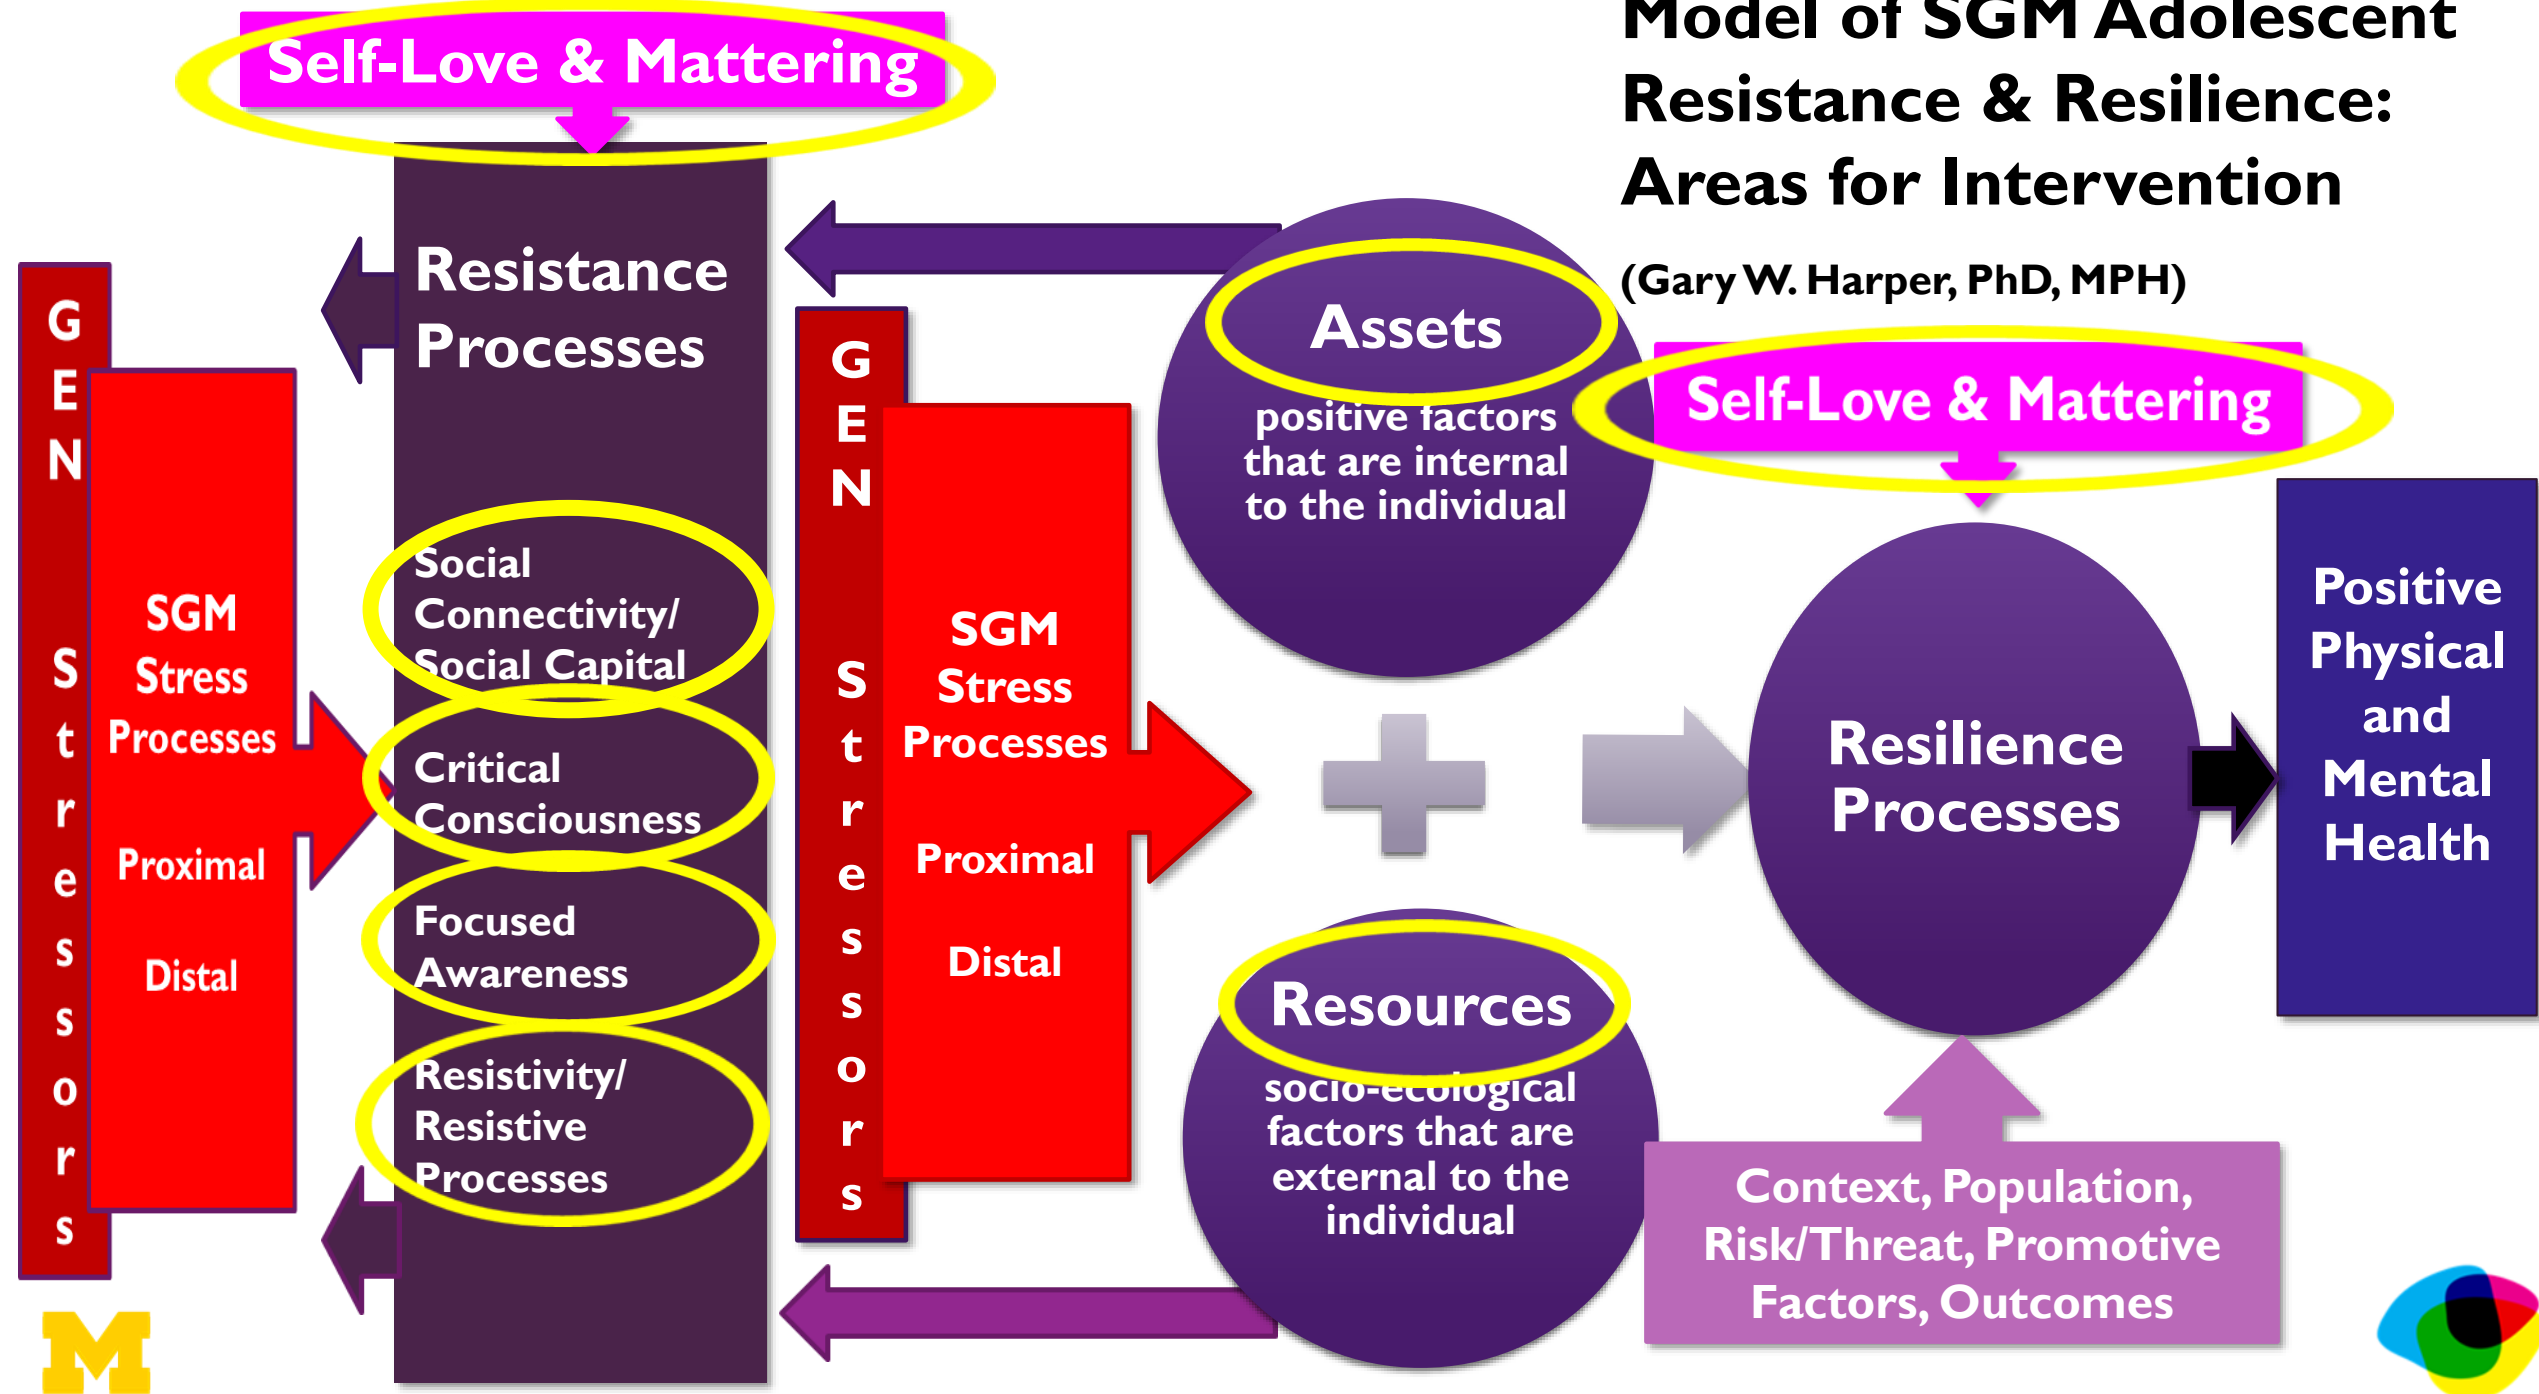 Model of SGM Adolescent
Resistance & Resilience:
Areas for Intervention
(Gary W. Harper, PhD, MPH)
Self-Love & Mattering
GEN Stressors
SGM
Stress
Processes
Proximal
Distal
Resistance
Processes
Social
Connectivity/
Social Capital
Critical
Consciousness
Focused
Awareness
Resistivity/
Resistive
Processes
GEN Stressors
SGM
Stress
Processes
Proximal
Distal
Assets
positive factors
that are internal
to the individual
Resources
socio-ecological
factors that are
external to the
individual
Self-Love & Mattering
Resilience
Processes
Context, Population,
Risk/Threat, Promotive
Factors, Outcomes
Positive
Physical
and
Mental
Health
M